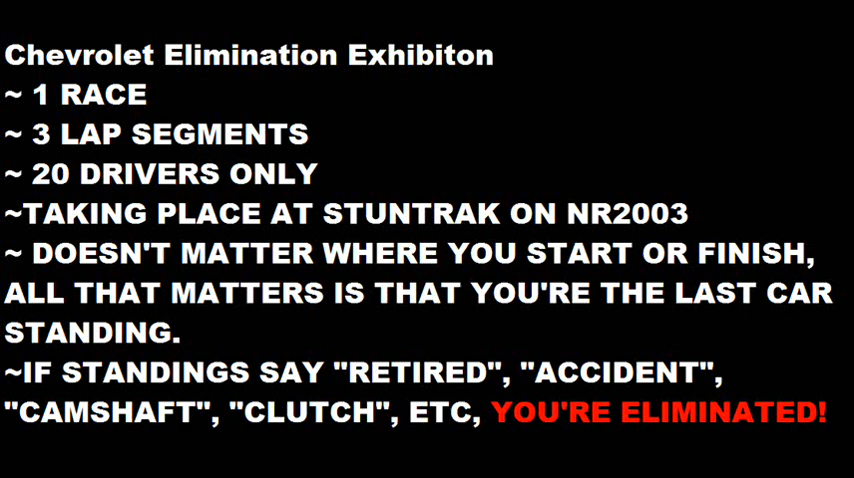 Chevrolet Elimination Exhibiton
~ 1 RACE
~ 3 LAP SEGMENTS
~ 20 DRIVERS ONLY
~TAKING PLACE AT STUNTRAK ON NR2003
~ DOESN'T MATTER WHERE YOU START OR FINISH,
ALL THAT MATTERS IS THAT YOU'RE THE LAST CAR
STANDING.
~IF STANDINGS SAY "RETIRED", "ACCIDENT",
"CAMSHAFT", "CLUTCH", ETC, YOU'RE ELIMINATED!